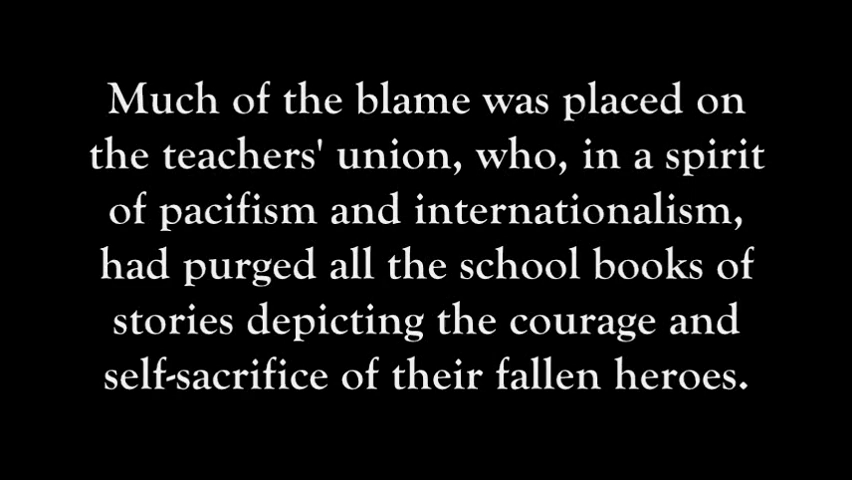 Much of the blame was placed on
the teachers' union, who, in a spirit
of pacifism and internationalism,
had purged all the school books of
stories depicting the courage and
self-sacrifice of their fallen heroes.